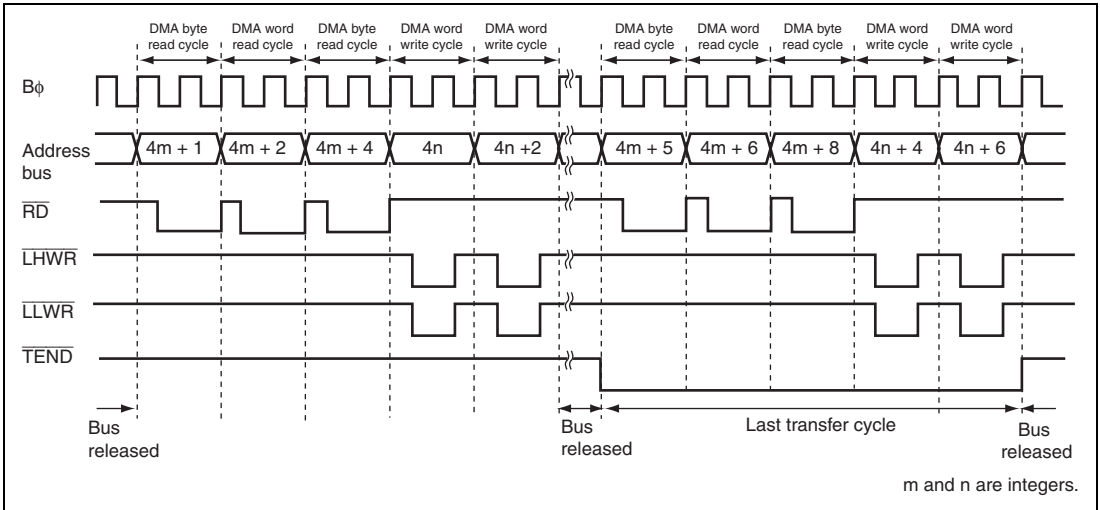 DMA byte read cycle DMA word read cycle DMA byte read cycle DMA word write cycle DMA word write cycle DMA byte read cycle DMA word read cycle DMA byte read cycle DMA word write cycle DMA word write cycle
Bϕ
Address bus 4m + 1 4m + 2 4m + 4 4n 4n +2 4m + 5 4m + 6 4m + 8 4n + 4 4n + 6
RD
LHWR
LLWR
TEND
Bus released Bus released Last transfer cycle Bus released
m and n are integers.